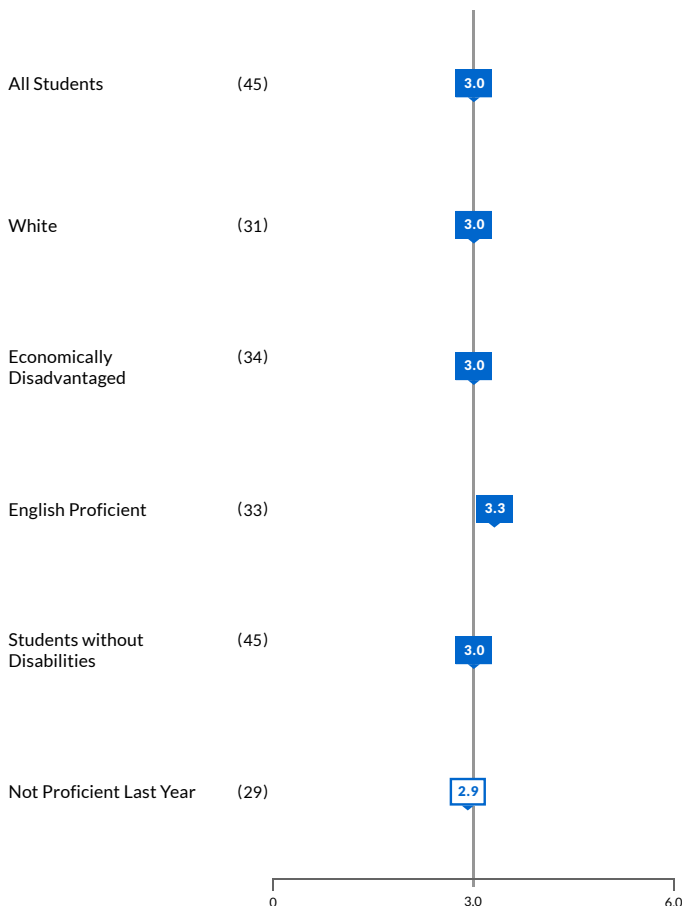 All Students (45) 3.0
White (31) 3.0
Economically (34)
Disadvantaged 3.0
English Proficient (33) 3.3
Students without (45)
Disabilities 3.0
Not Proficient Last Year (29) 2.9
0 3.0 6.0